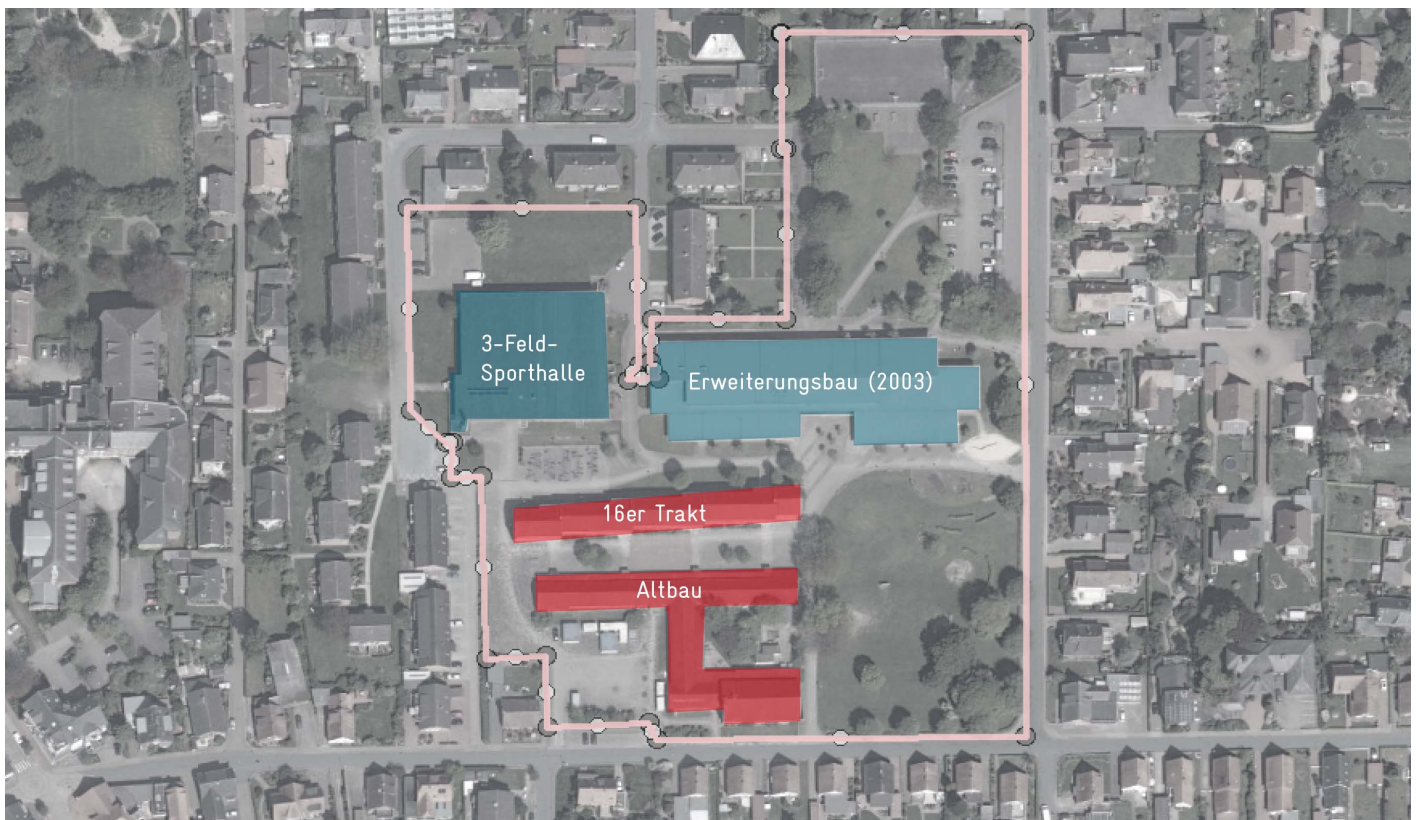 3-Feld-
Sporthalle
Erweiterungsbau (2003)
16er Trakt
Altbau